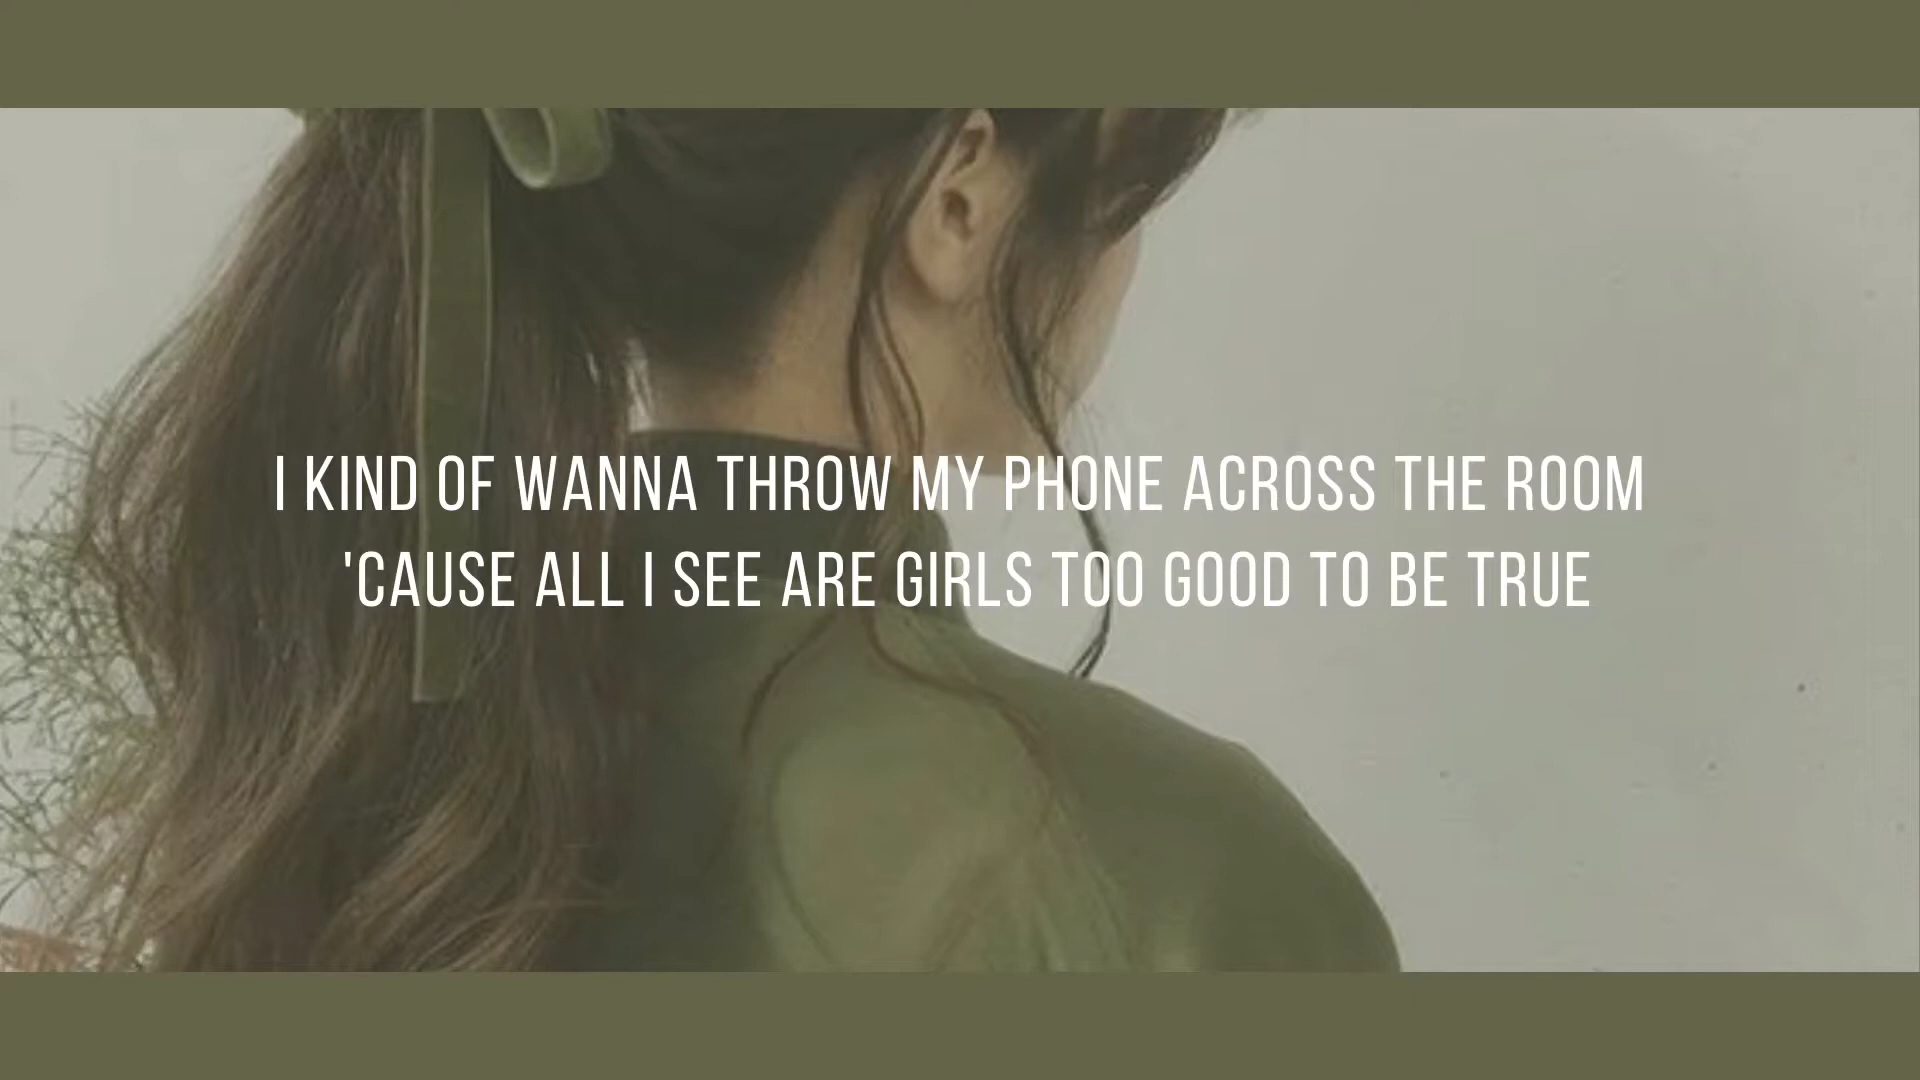 I KIND OF WANNA THROW MY PHONE ACROSS THE ROOM
'CAUSE ALL I SEE ARE GIRLS TOO GOOD TO BE TRUE